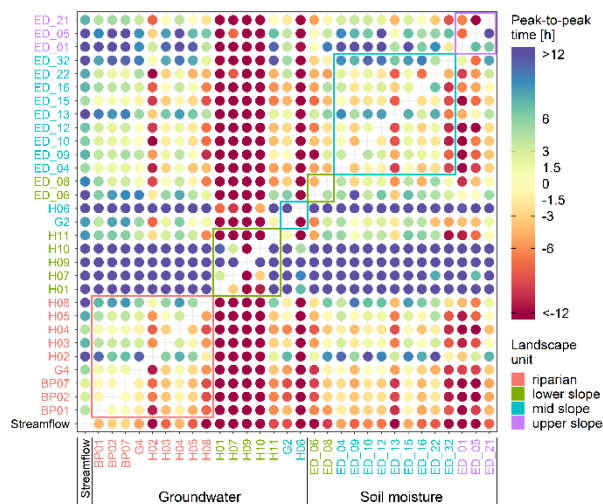 ED_21
ED_05
ED_01
ED_32
ED_22
ED_16
ED_15
ED_13
ED_12
ED_10
ED_09
ED_04
ED_08
ED_06
H06
G2
H11
H10
H09
H07
H01
H08
H05
H04
H03
H02
G4
BP07
BP02
BP01
Streamflow
Streamflow
BP01
BP02
BP07
G4
H02
H03
H04
H05
H08
H01
H07
H09
H10
H11
G2
H06
ED_06
ED_08
ED_04
ED_09
ED_10
ED_12
ED_13
ED_15
ED_16
ED_22
ED_32
ED_01
ED_05
ED_21
Groundwater
Soil moisture
Peak-to-peak
time [h]
>12
6
3
1.5
0
-1.5
-3
-6
<-12
Landscape
unit
riparian
lower slope
mid slope
upper slope